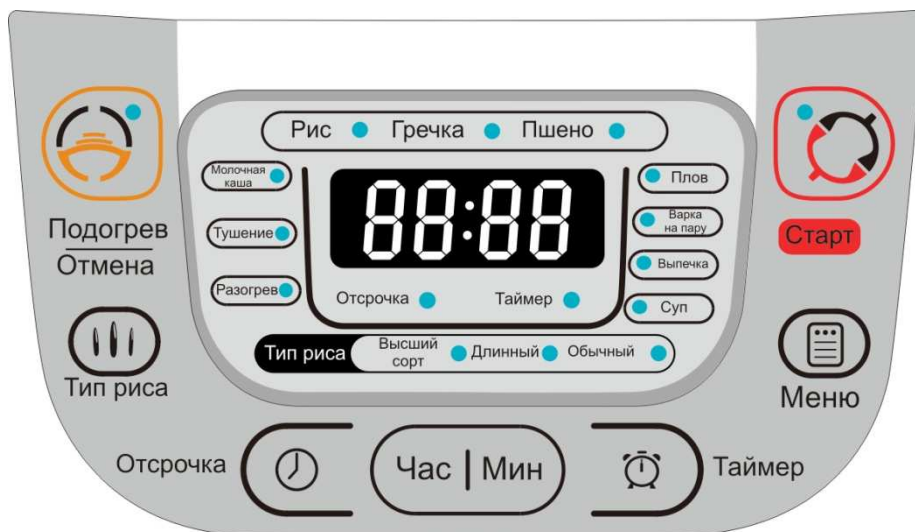 Рис Гречка Пшено
Молочная
каша
Тушение
Разогрев
88:88
Плов
Варка
на пару
Выпечка
Суп
Отсрочка Таймер
Тип риса
Высший
сорт
Длинный
Обычный
Подогрев
Отмена
Тип риса
Старт
Меню
Отсрочка
Час | Мин
Таймер